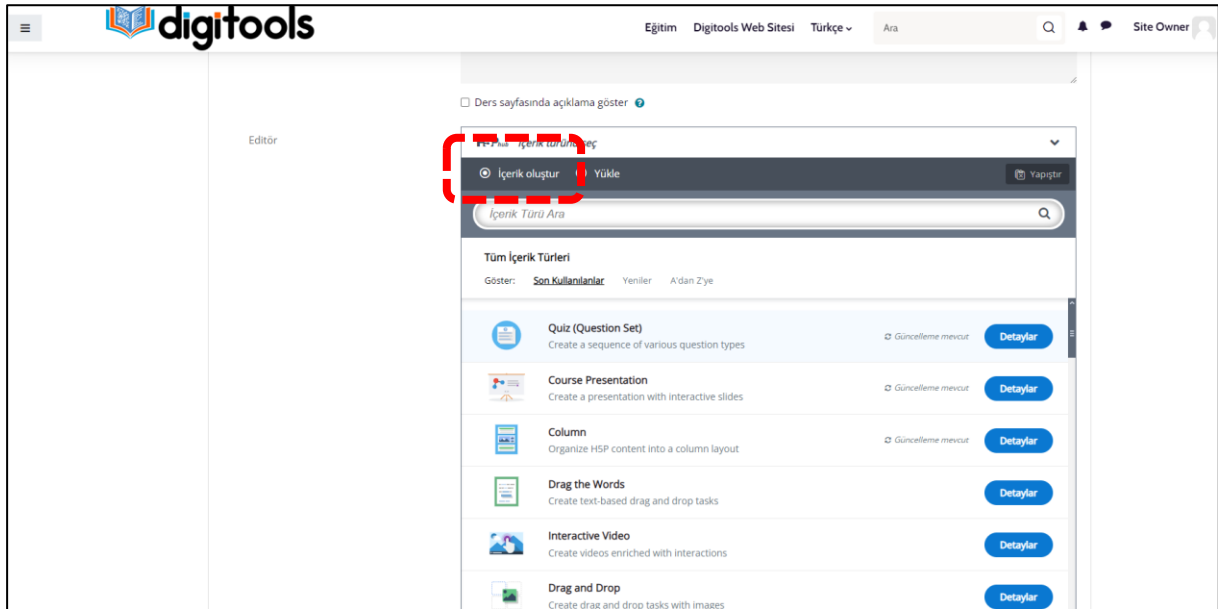 digitools
Eğitim Digitools Web Sitesi Türkçe Ara Site Owner
Ders sayfasında açıklama göster
Editör
hub İçerik türünü seç
İçerik oluştur Yükle Yapıştır
İçerik Türü Ara
Tüm İçerik Türleri
Göster: Son Kullanılanlar Yeniler A'dan Z'ye
Quiz (Question Set)
Create a sequence of various question types
Güncelleme mevcut Detaylar
Course Presentation
Create a presentation with interactive slides
Güncelleme mevcut Detaylar
Column
Organize H5P content into a column layout
Güncelleme mevcut Detaylar
Drag the Words
Create text-based drag and drop tasks
Detaylar
Interactive Video
Create videos enriched with interactions
Detaylar
Drag and Drop
Create drag and drop tasks with images
Detaylar